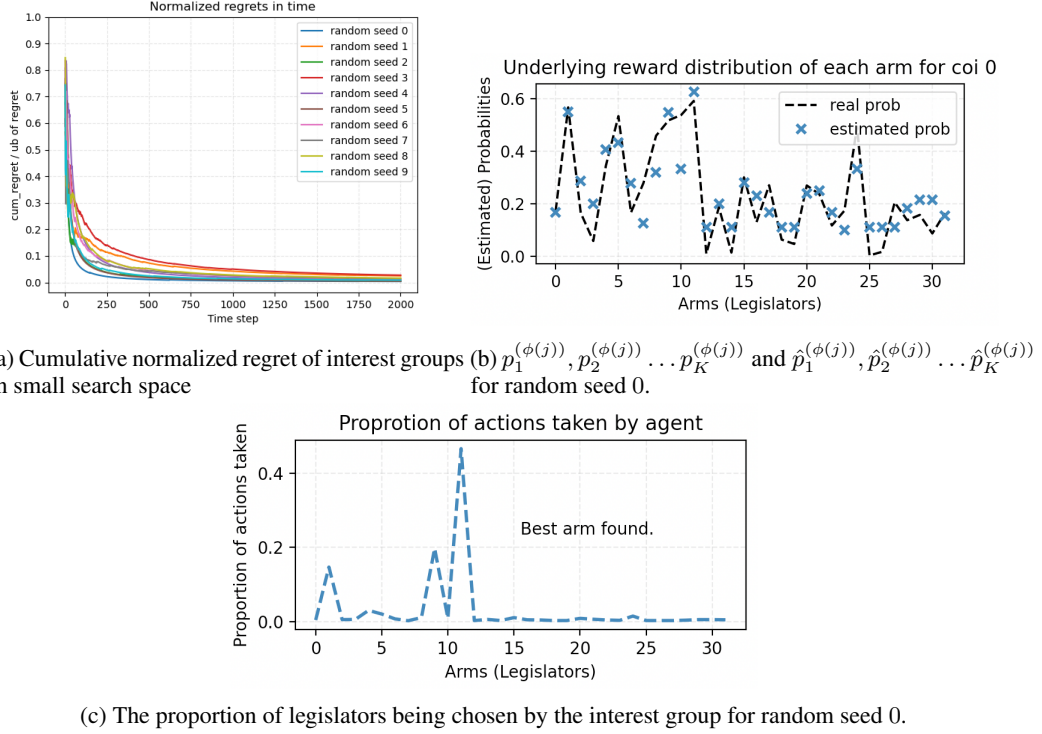 Normalized regrets in time
cum_regret / ub of regret
1.0
0.9
0.8
0.7
0.6
0.5
0.4
0.3
0.2
0.1
0.0
random seed 0
random seed 1
random seed 2
random seed 3
random seed 4
random seed 5
random seed 6
random seed 7
random seed 8
random seed 9
0 250 500 750 1000 1250 1500 1750 2000
Time step
Underlying reward distribution of each arm for coi 0
(Estimated) Probabilities
0.6
0.4
0.2
0.0
real prob
estimated prob
0 5 10 15 20 25 30
Arms (Legislators)
a) Cumulative normalized regret of interest groups
n small search space
(b) $p_1^{(\phi(j))}, p_2^{(\phi(j))} \ldots p_K^{(\phi(j))}$ and $\hat{p}_1^{(\phi(j))}, \hat{p}_2^{(\phi(j))} \ldots \hat{p}_K^{(\phi(j))}$
for random seed 0.
Proprotion of actions taken by agent
Proportion of actions taken
0.4
0.2
0.0
Best arm found.
0 5 10 15 20 25 30
Arms (Legislators)
(c) The proportion of legislators being chosen by the interest group for random seed 0.